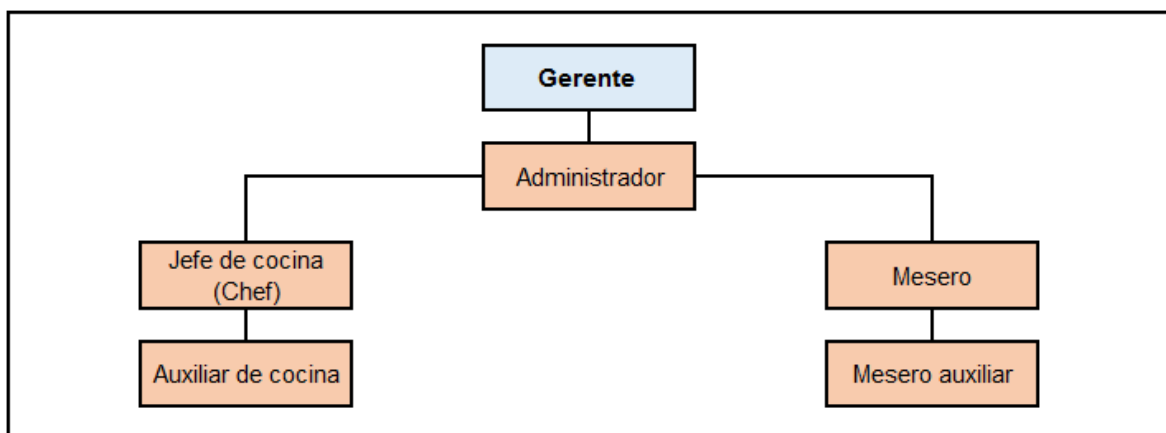 Gerente
Administrador
Jefe de cocina
(Chef)
Mesero
Auxiliar de cocina
Mesero auxiliar